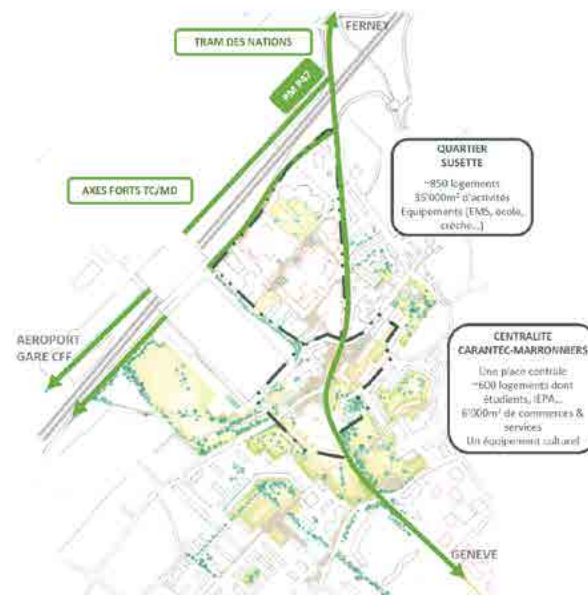 FERNEY
TRAM DES NATIONS
PM P47
AXES FORTS TC/MD
QUARTIER
SUSETTE
~850 logements
35'000m² d'activités
Equipements (EMS, école,
crèche...)
AEROPORT
GARE CFF
CENTRALITE
CARANTEC-MARRONNIERS
Une place centrale
~600 logements dont
étudiants, IEPA...
6'000m² de commerces &
services
Un équipement culturel
GENEVE